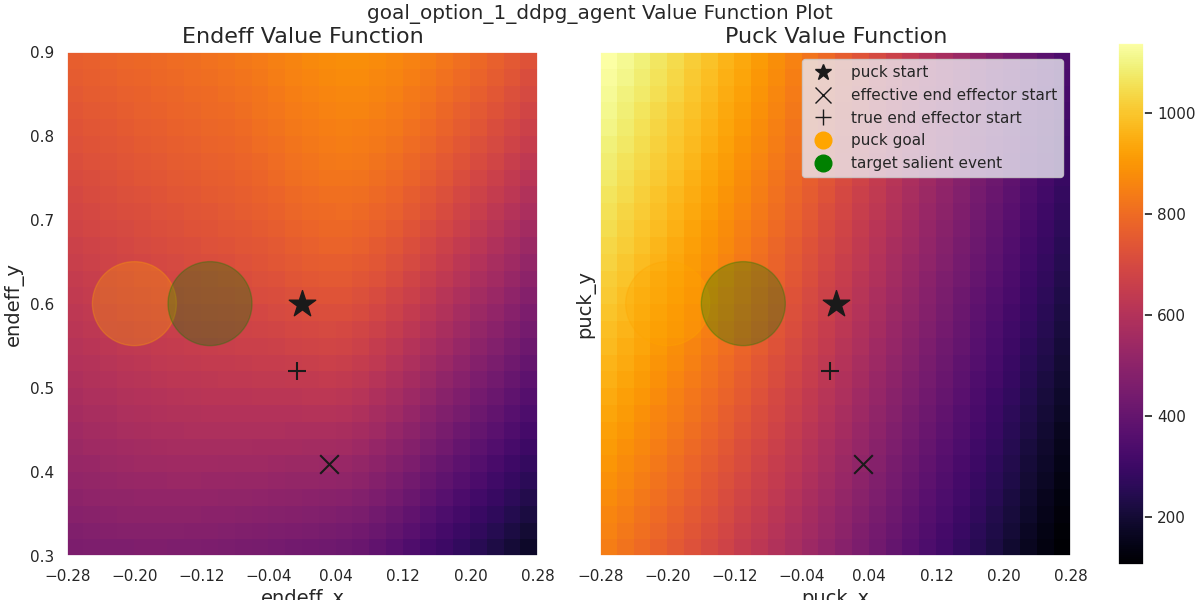 goal_option_1_ddpg_agent Value Function Plot
Endeff Value Function
endeff_y
0.9
0.8
0.7
0.6
0.5
0.4
0.3
−0.28 −0.20 −0.12 −0.04 0.04 0.12 0.20 0.28
endeff_x
Puck Value Function
puck_y
puck start
effective end effector start
true end effector start
puck goal
target salient event
−0.28 −0.20 −0.12 −0.04 0.04 0.12 0.20 0.28
puck_x
1000
800
600
400
200